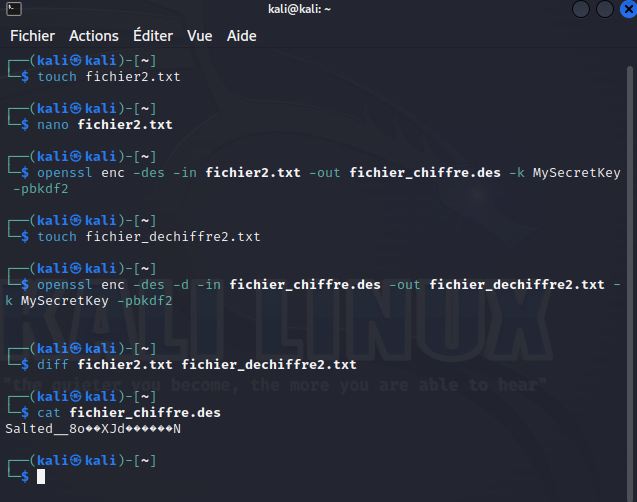 kali@kali: ~
Fichier Actions Éditer Vue Aide
┌──(kali㉿kali)-[~]
└─$ touch fichier2.txt
┌──(kali㉿kali)-[~]
└─$ nano fichier2.txt
┌──(kali㉿kali)-[~]
└─$ openssl enc -des -in fichier2.txt -out fichier_chiffre.des -k MySecretKey
-pbkdf2
┌──(kali㉿kali)-[~]
└─$ touch fichier_dechiffre2.txt
┌──(kali㉿kali)-[~]
└─$ openssl enc -des -d -in fichier_chiffre.des -out fichier_dechiffre2.txt -
k MySecretKey -pbkdf2
KALI LINUX
┌──(kali㉿kali)-[~]
└─$ diff fichier2.txt fichier_dechiffre2.txt
"the quieter you become, the more you are able to hear"
┌──(kali㉿kali)-[~]
└─$ cat fichier_chiffre.des
Salted__8o��XJd������N
┌──(kali㉿kali)-[~]
└─$